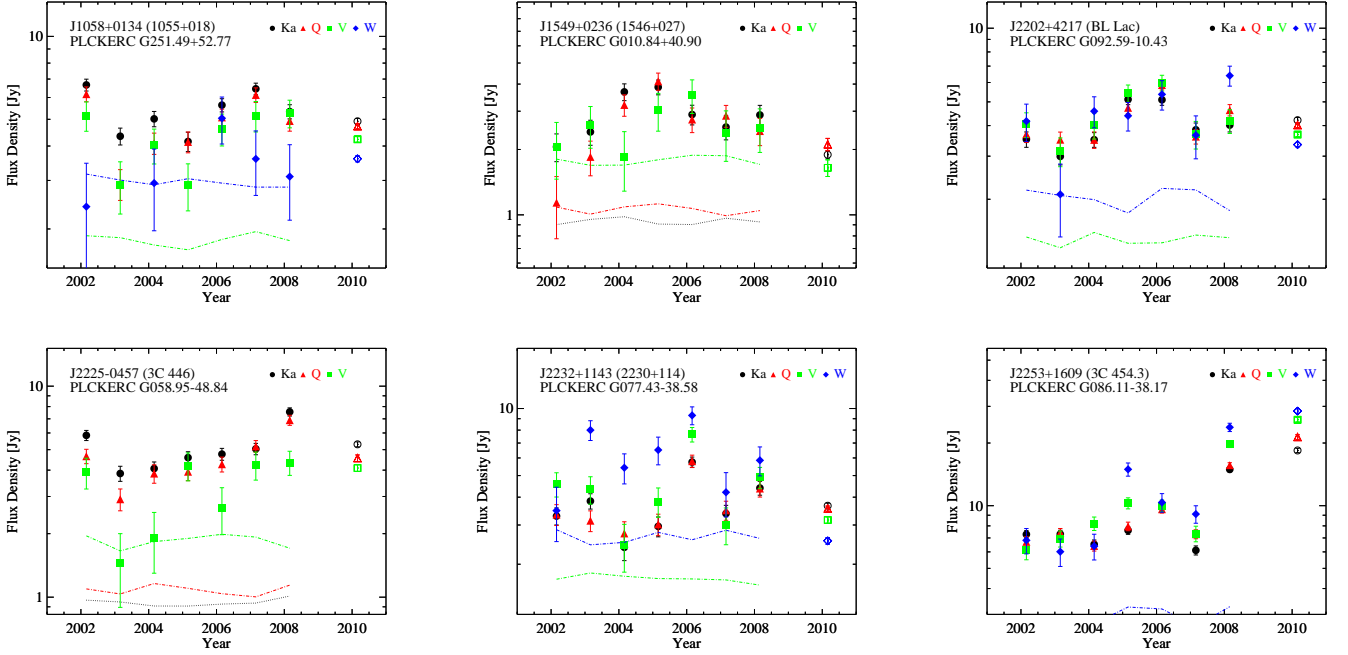 J1058+0134 (1055+018)
PLCKERC G251.49+52.77
Ka Q V W
10
Flux Density [Jy]
2002 2004 2006 2008 2010
Year
J1549+0236 (1546+027)
PLCKERC G010.84+40.90
Ka Q V
1
Flux Density [Jy]
2002 2004 2006 2008 2010
Year
J2202+4217 (BL Lac)
PLCKERC G092.59-10.43
Ka Q V W
10
Flux Density [Jy]
2002 2004 2006 2008 2010
Year
J2225-0457 (3C 446)
PLCKERC G058.95-48.84
Ka Q V
10
1
Flux Density [Jy]
2002 2004 2006 2008 2010
Year
J2232+1143 (2230+114)
PLCKERC G077.43-38.58
Ka Q V W
10
Flux Density [Jy]
2002 2004 2006 2008 2010
Year
J2253+1609 (3C 454.3)
PLCKERC G086.11-38.17
Ka Q V W
10
Flux Density [Jy]
2002 2004 2006 2008 2010
Year